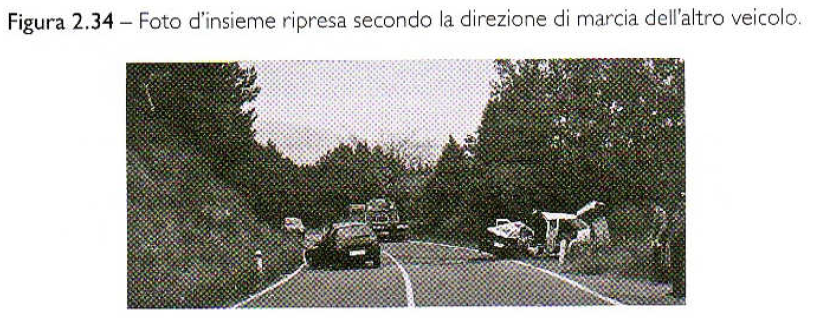 Figura 2.34 – Foto d'insieme ripresa secondo la direzione di marcia dell'altro veicolo.